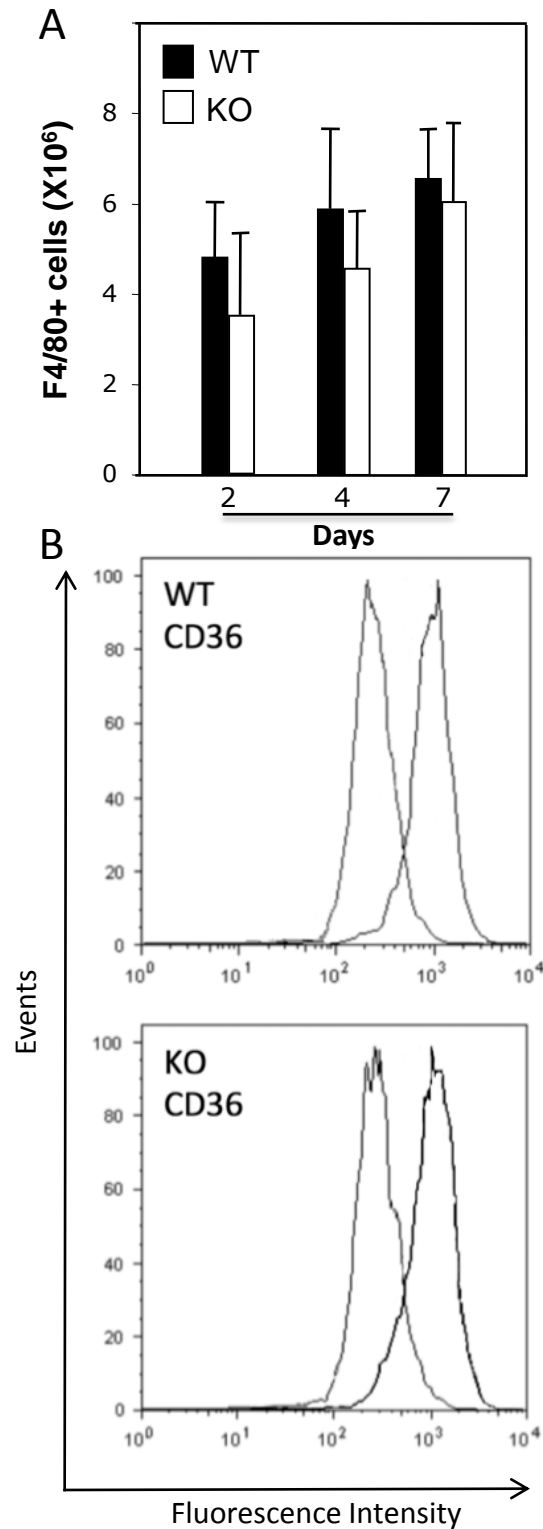 A
WT
KO
F4/80+ cells (X10⁶)
8
6
4
2
0
2 4 7
Days
B
WT
CD36
100
80
60
40
20
0
10⁰ 10¹ 10² 10³ 10⁴
KO
CD36
100
80
60
40
20
0
10⁰ 10¹ 10² 10³ 10⁴
Events
Fluorescence Intensity